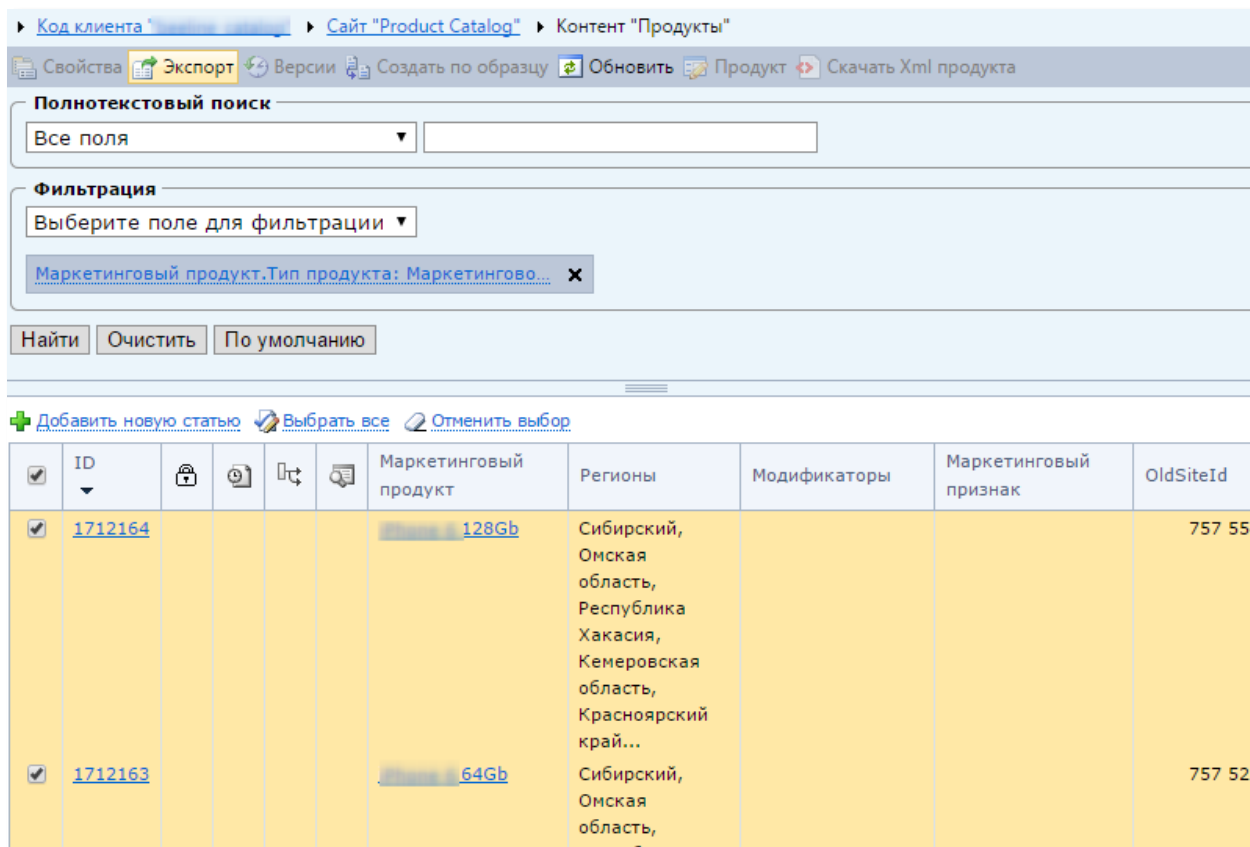 Код клиента " Сайт "Product Catalog" Контент "Продукты"
Свойства Экспорт Версии Создать по образцу Обновить Продукт Скачать Xml продукта
Полнотекстовый поиск
Все поля
Фильтрация
Выберите поле для фильтрации
Маркетинговый продукт.Тип продукта: Маркетингово...
Найти Очистить По умолчанию
Добавить новую статью Выбрать все Отменить выбор
ID Маркетинговый продукт Регионы Модификаторы Маркетинговый признак OldSiteId
1712164 128Gb Сибирский, 757 55
Омская
область,
Республика
Хакасия,
Кемеровская
область,
Красноярский
край...
1712163 64Gb Сибирский, 757 52
Омская
область,